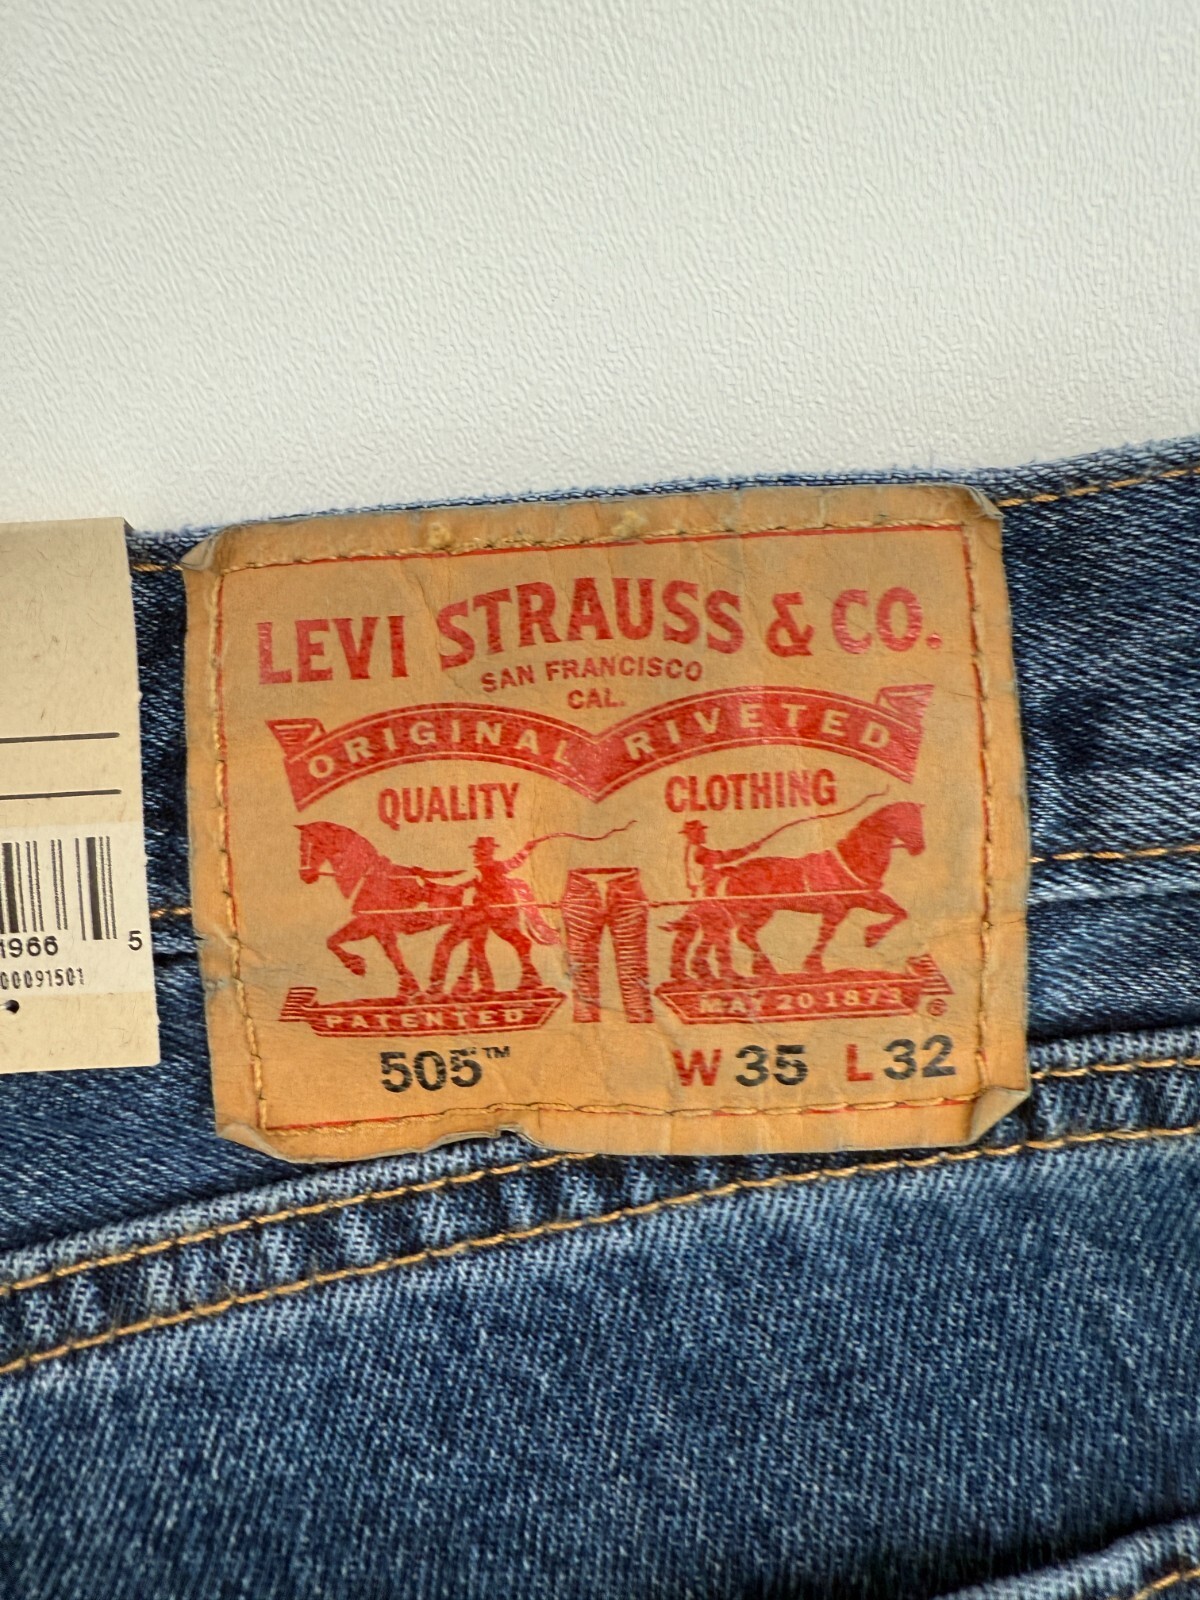 LEVI STRAUSS & CO.
SAN FRANCISCO
CAL.
ORIGINAL RIVETED
QUALITY CLOTHING
PATENTED MAY 20 1873 ®
505™ W 35 L 32
1966 5
00091501